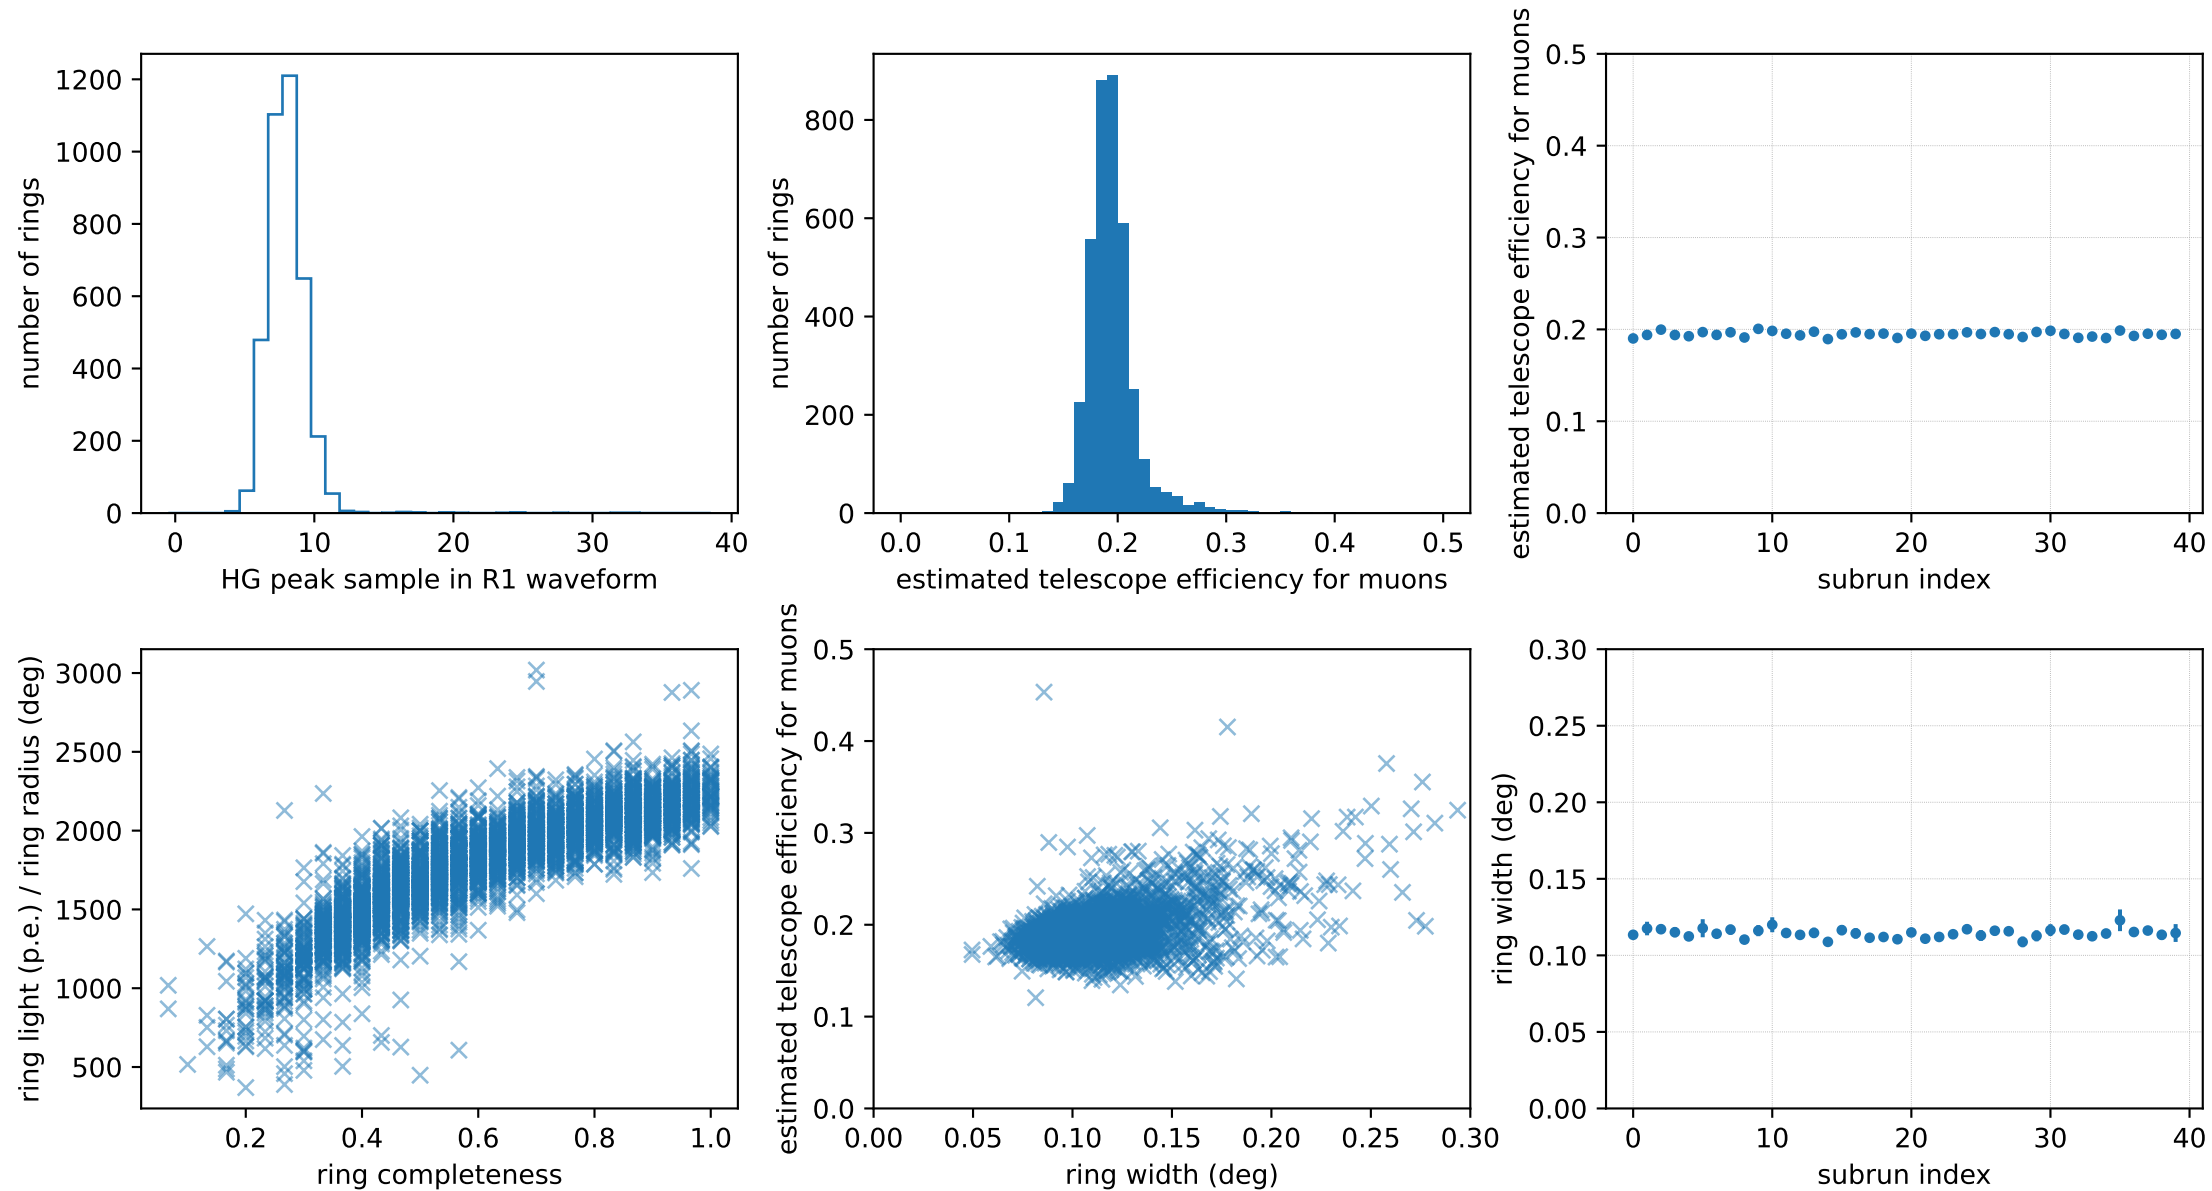 number of rings
1200
1000
800
600
400
200
0
0 10 20 30 40
HG peak sample in R1 waveform
number of rings
800
600
400
200
0
0.0 0.1 0.2 0.3 0.4 0.5
estimated telescope efficiency for muons
estimated telescope efficiency for muons
0.5
0.4
0.3
0.2
0.1
0.0
0 10 20 30 40
subrun index
ring light (p.e.) / ring radius (deg)
3000
2500
2000
1500
1000
500
0.2 0.4 0.6 0.8 1.0
ring completeness
estimated telescope efficiency for muons
0.5
0.4
0.3
0.2
0.1
0.0
0.00 0.05 0.10 0.15 0.20 0.25 0.30
ring width (deg)
ring width (deg)
0.30
0.25
0.20
0.15
0.10
0.05
0.00
0 10 20 30 40
subrun index